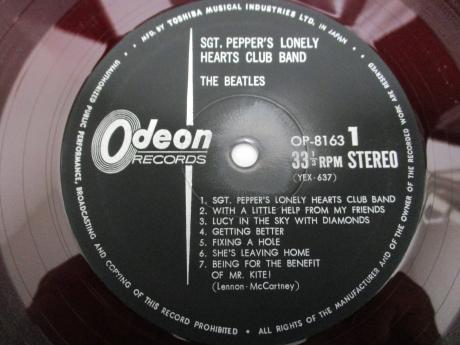 MFD. BY TOSHIBA MUSICAL INDUSTRIES LTD. IN JAPAN
SGT. PEPPER'S LONELY
HEARTS CLUB BAND
THE BEATLES
Odeon
RECORDS
OP-8163 1
33⅓ RPM STEREO
(YEX-637)
1. SGT. PEPPER'S LONELY HEARTS CLUB BAND
2. WITH A LITTLE HELP FROM MY FRIENDS
3. LUCY IN THE SKY WITH DIAMONDS
4. GETTING BETTER
5. FIXING A HOLE
6. SHE'S LEAVING HOME
7. BEING FOR THE BENEFIT
OF MR. KITE!
(Lennon-McCartney)
UNAUTHORIZED PUBLIC PERFORMANCE, BROADCASTING AND COPYING OF THIS RECORD PROHIBITED • ALL RIGHTS OF THE MANUFACTURER AND OF THE OWNER OF THE RECORDED WORK ARE RESERVED